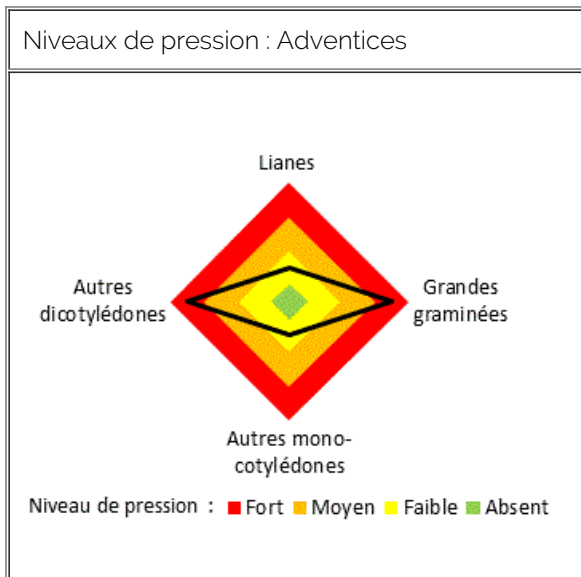 Niveaux de pression : Adventices
Lianes
Autres
dicotylédones
Grandes
graminées
Autres mono-
cotylédones
Niveau de pression : Fort Moyen Faible Absent